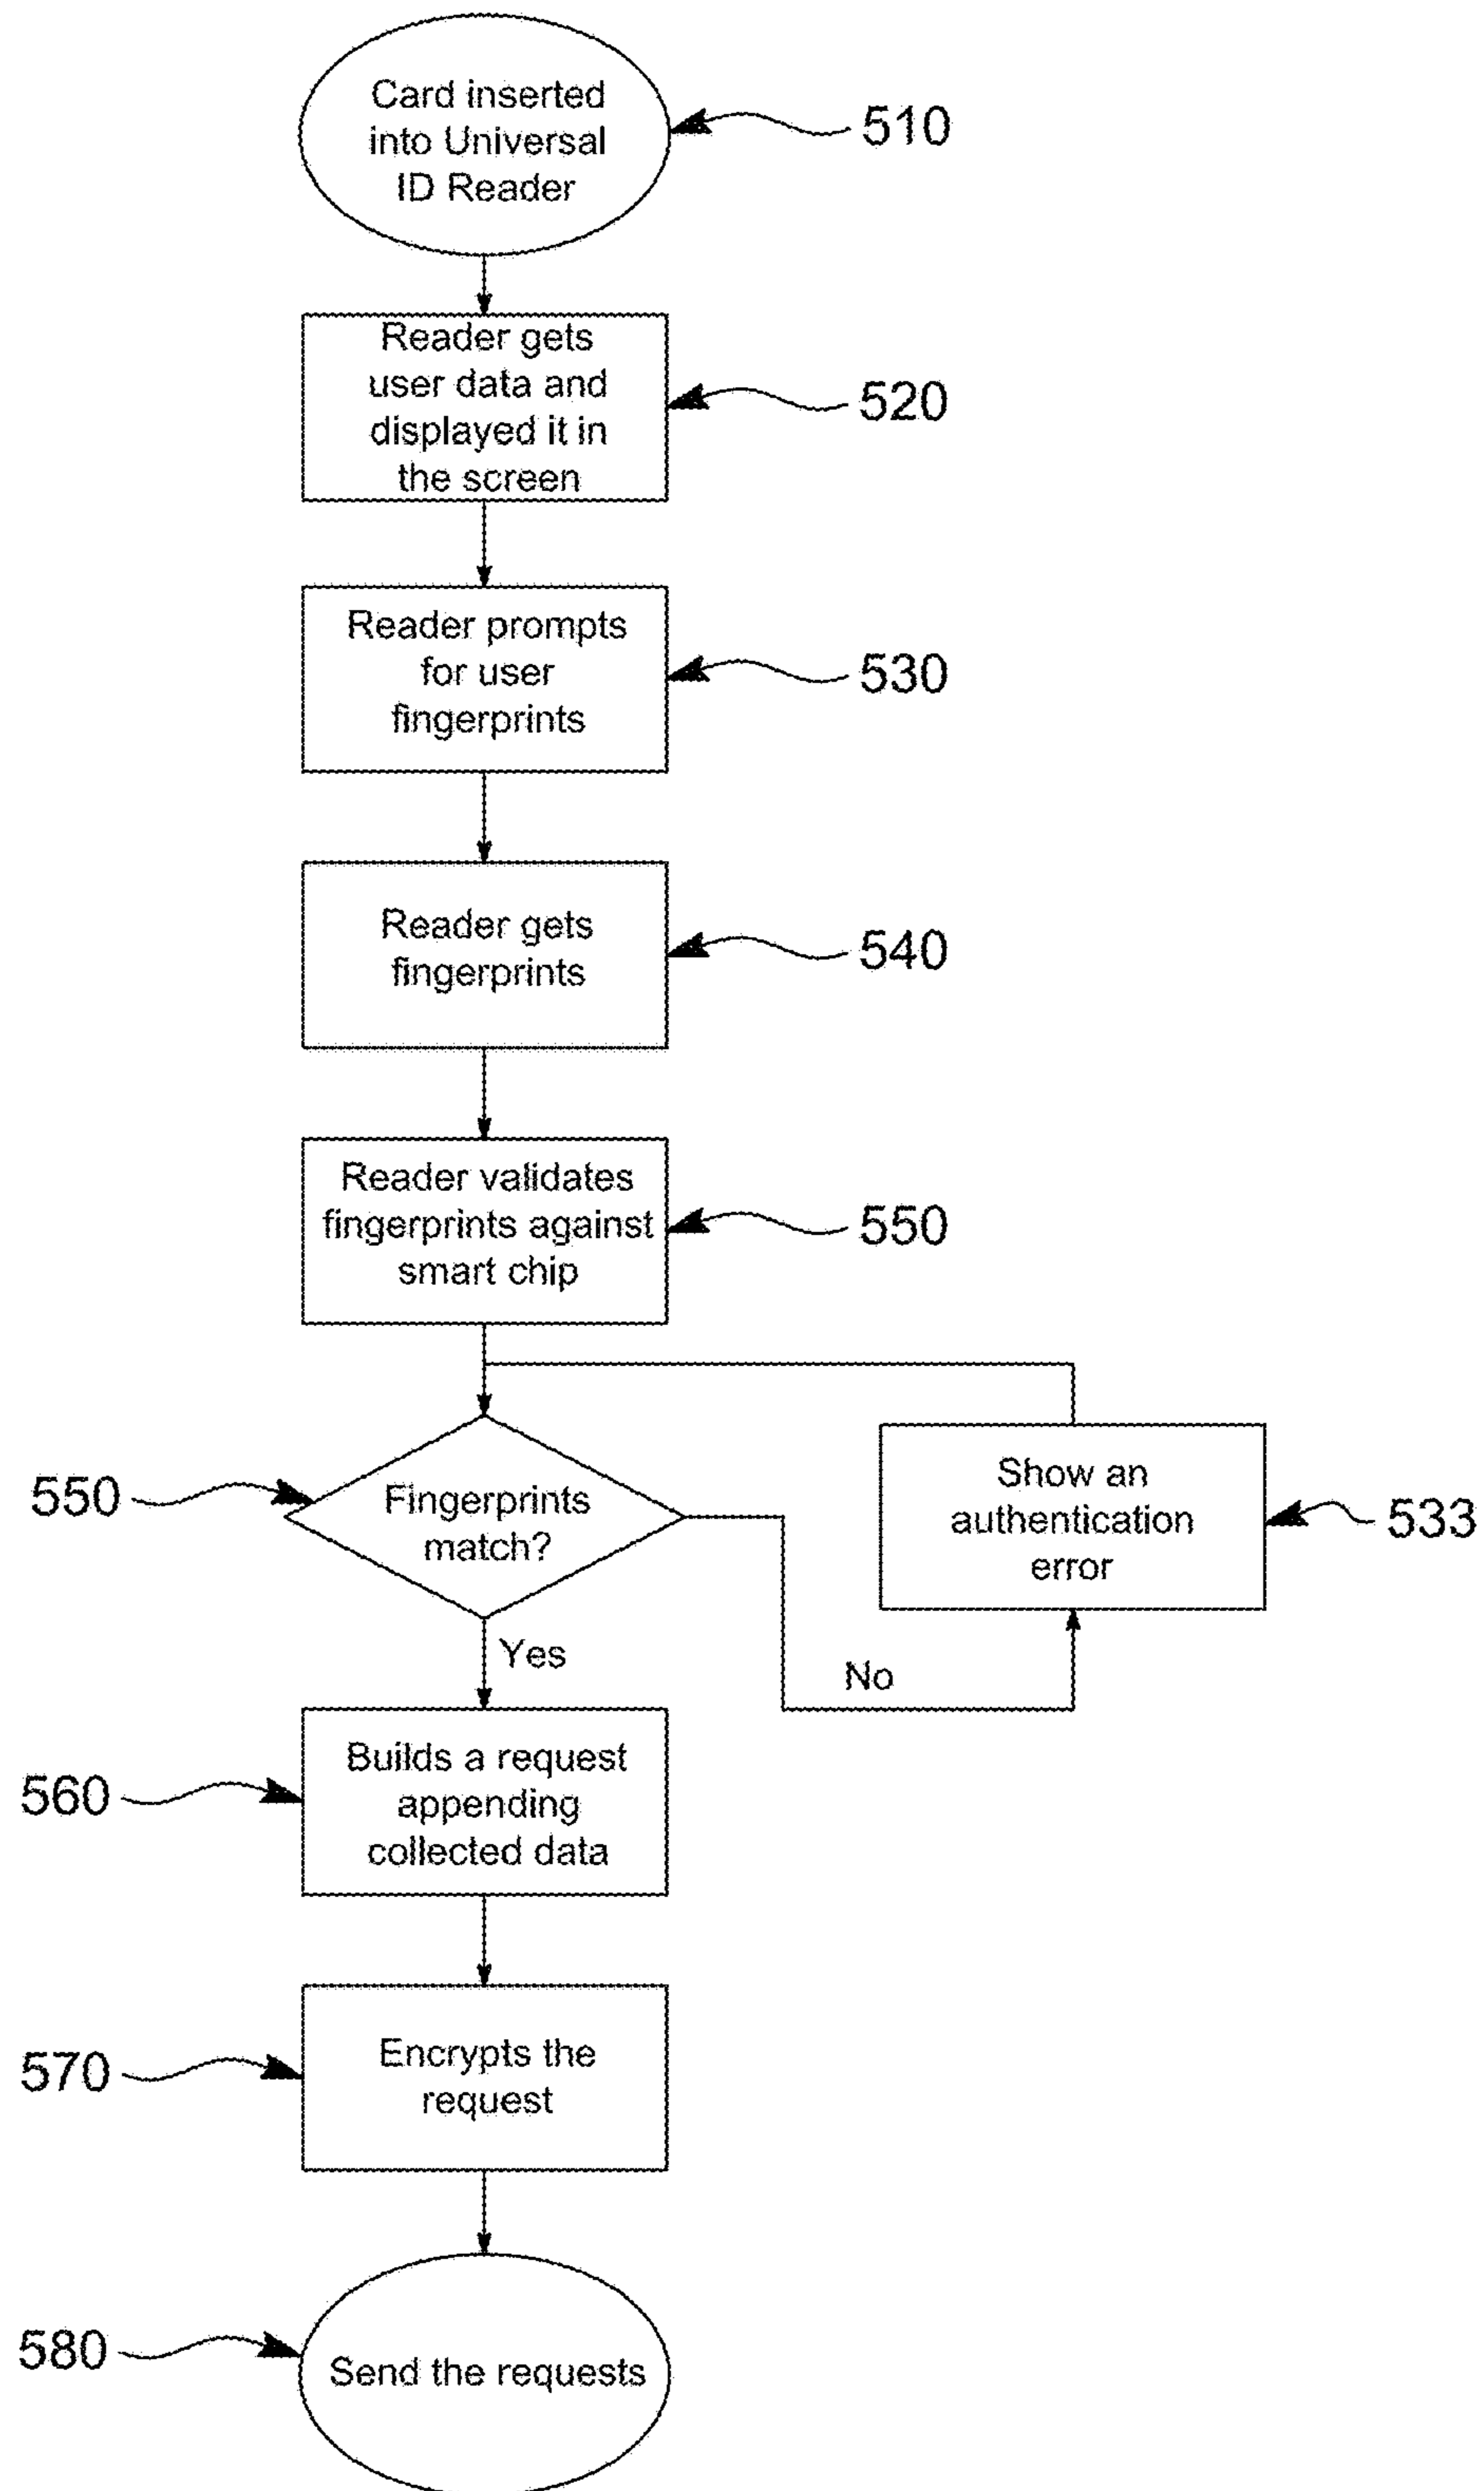 Card inserted
into Universal
ID Reader
510
Reader gets
user data and
displayed it in
the screen
520
Reader prompts
for user
fingerprints
530
Reader gets
fingerprints
540
Reader validates
fingerprints against
smart chip
550
550
Fingerprints
match?
Show an
authentication
error
533
Yes
No
560
Builds a request
appending
collected data
570
Encrypts the
request
580
Send the requests